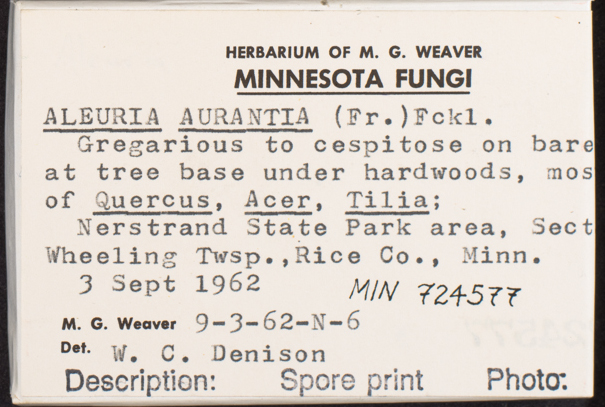 HERBARIUM OF M. G. WEAVER
MINNESOTA FUNGI
ALEURIA AURANTIA (Fr.)Fckl.
Gregarious to cespitose on bare
at tree base under hardwoods, mos
of Quercus, Acer, Tilia;
Nerstrand State Park area, Sect
Wheeling Twsp.,Rice Co., Minn.
3 Sept 1962
MIN 724577
M. G. Weaver 9-3-62-N-6
Det. W. C. Denison
Description: Spore print Photo: